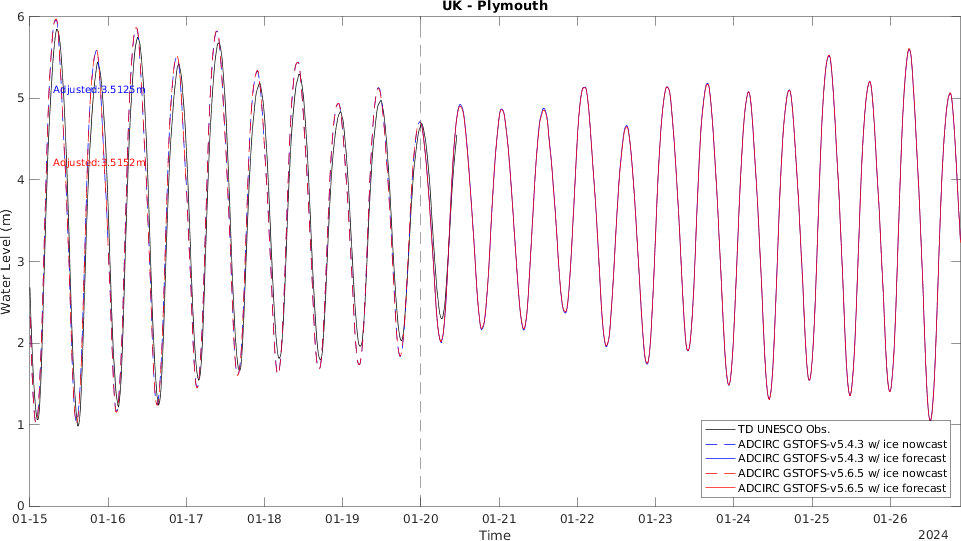 UK - Plymouth
6
5
4
3
2
1
0
Water Level (m)
Adjusted:3.5125m
Adjusted:3.5152m
TD UNESCO Obs.
ADCIRC GSTOFS-v5.4.3 w/ ice nowcast
ADCIRC GSTOFS-v5.4.3 w/ ice forecast
ADCIRC GSTOFS-v5.6.5 w/ ice nowcast
ADCIRC GSTOFS-v5.6.5 w/ ice forecast
01-15 01-16 01-17 01-18 01-19 01-20 01-21 01-22 01-23 01-24 01-25 01-26
Time
2024